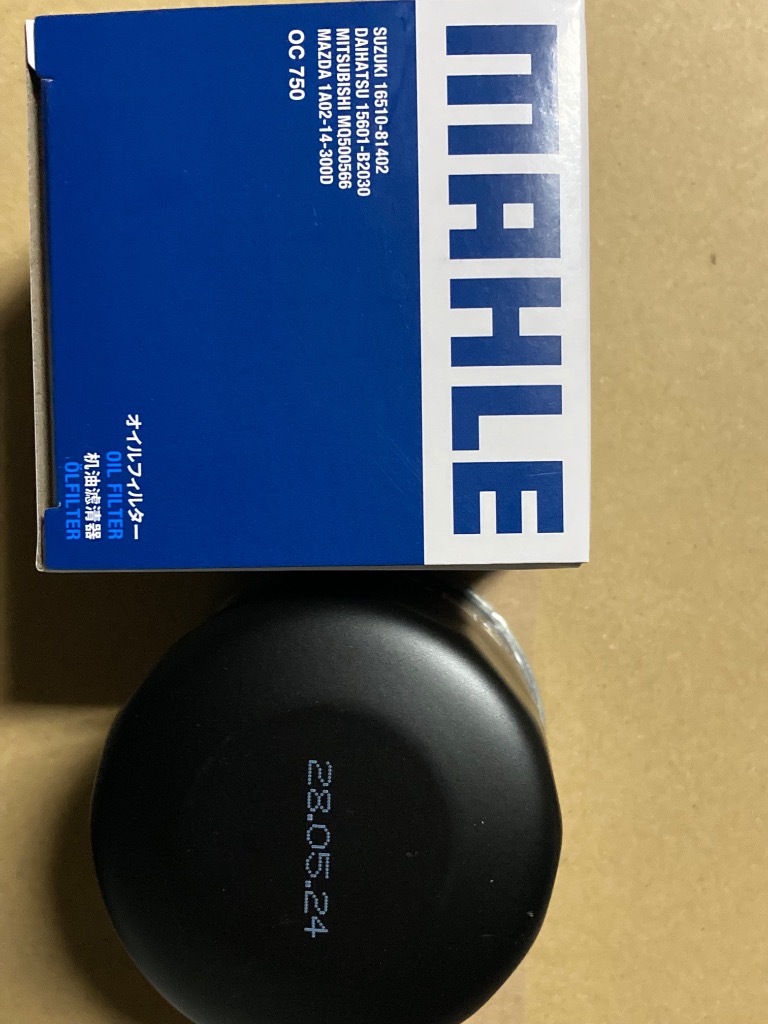 MAHLE
SUZUKI 16510-81402
DAIHATSU 15601-B2030
MITSUBISHI MQ500566
MAZDA 1A02-14-300D
OC 750
オイルフィルター
OIL FILTER
机油滤清器
ÖLFILTER
28.05.24